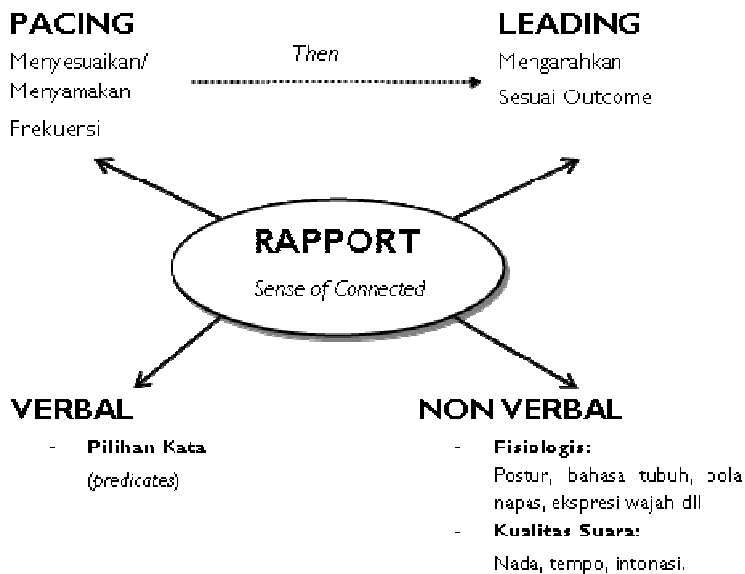 PACING
Menyesuaikan/
Menyamakan
Frekuensi
Then
LEADING
Mengarahkan
Sesuai Outcome
RAPPORT
Sense of Connected
VERBAL
- Pilihan Kata
(predicates)
NON VERBAL
- Fisiologis:
Postur, bahasa tubuh, pola
napas, ekspresi wajah dll
- Kualitas Suara:
Nada, tempo, intonasi.